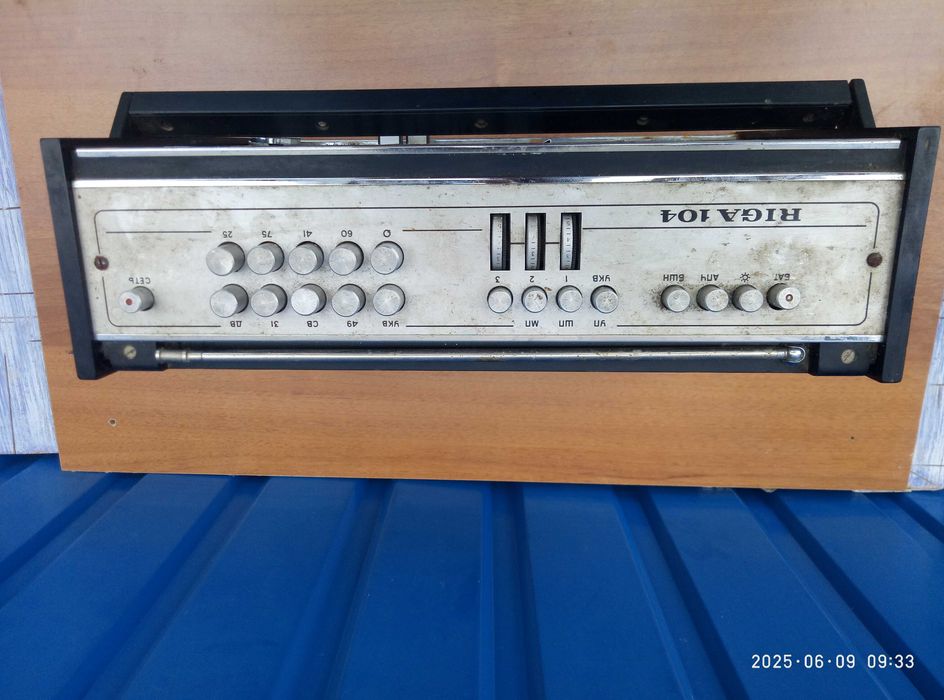 УП ШП МП УКВ 49 СВ 31 ДВ
БАТ АПЧ БШН УКВ 1 2 3 СЕТЬ
60 41 75 25
RIGA 104
2025·06·09 09:33